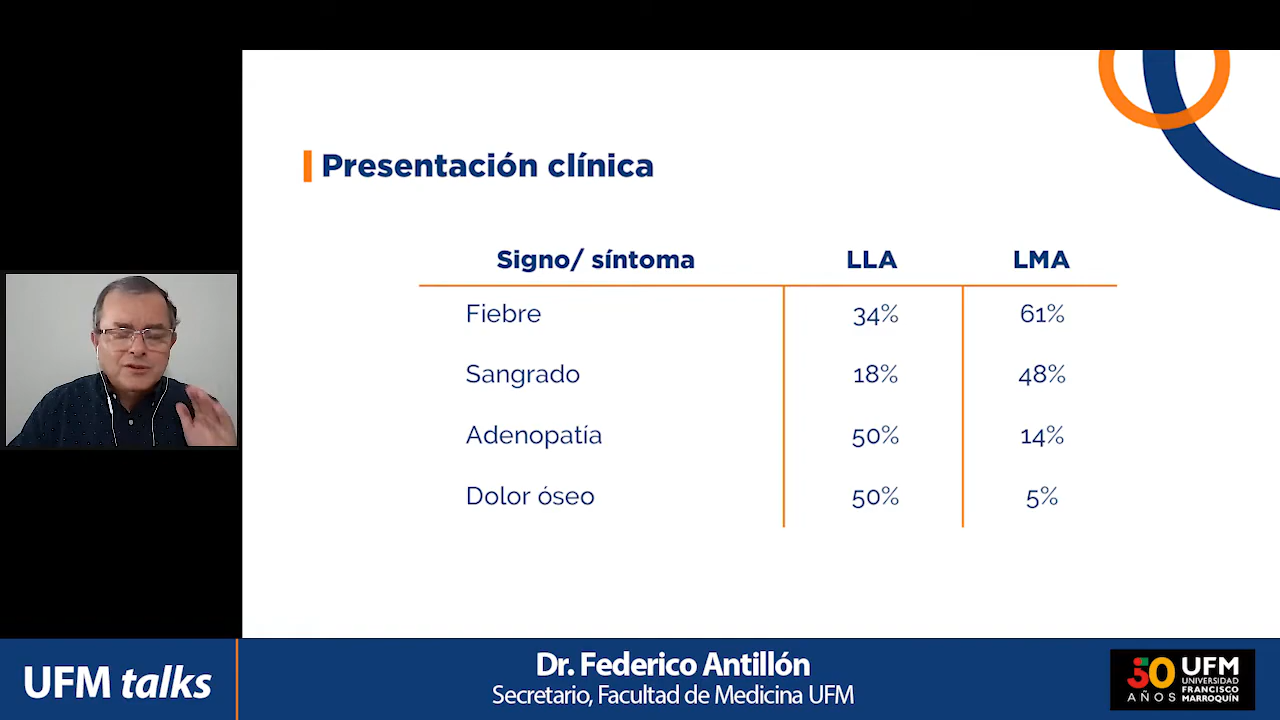 Presentación clínica
Signo/ síntoma LLA LMA
Fiebre 34% 61%
Sangrado 18% 48%
Adenopatía 50% 14%
Dolor óseo 50% 5%
UFM talks
Dr. Federico Antillón
Secretario, Facultad de Medicina UFM
50 AÑOS
UFM
UNIVERSIDAD
FRANCISCO
MARROQUÍN